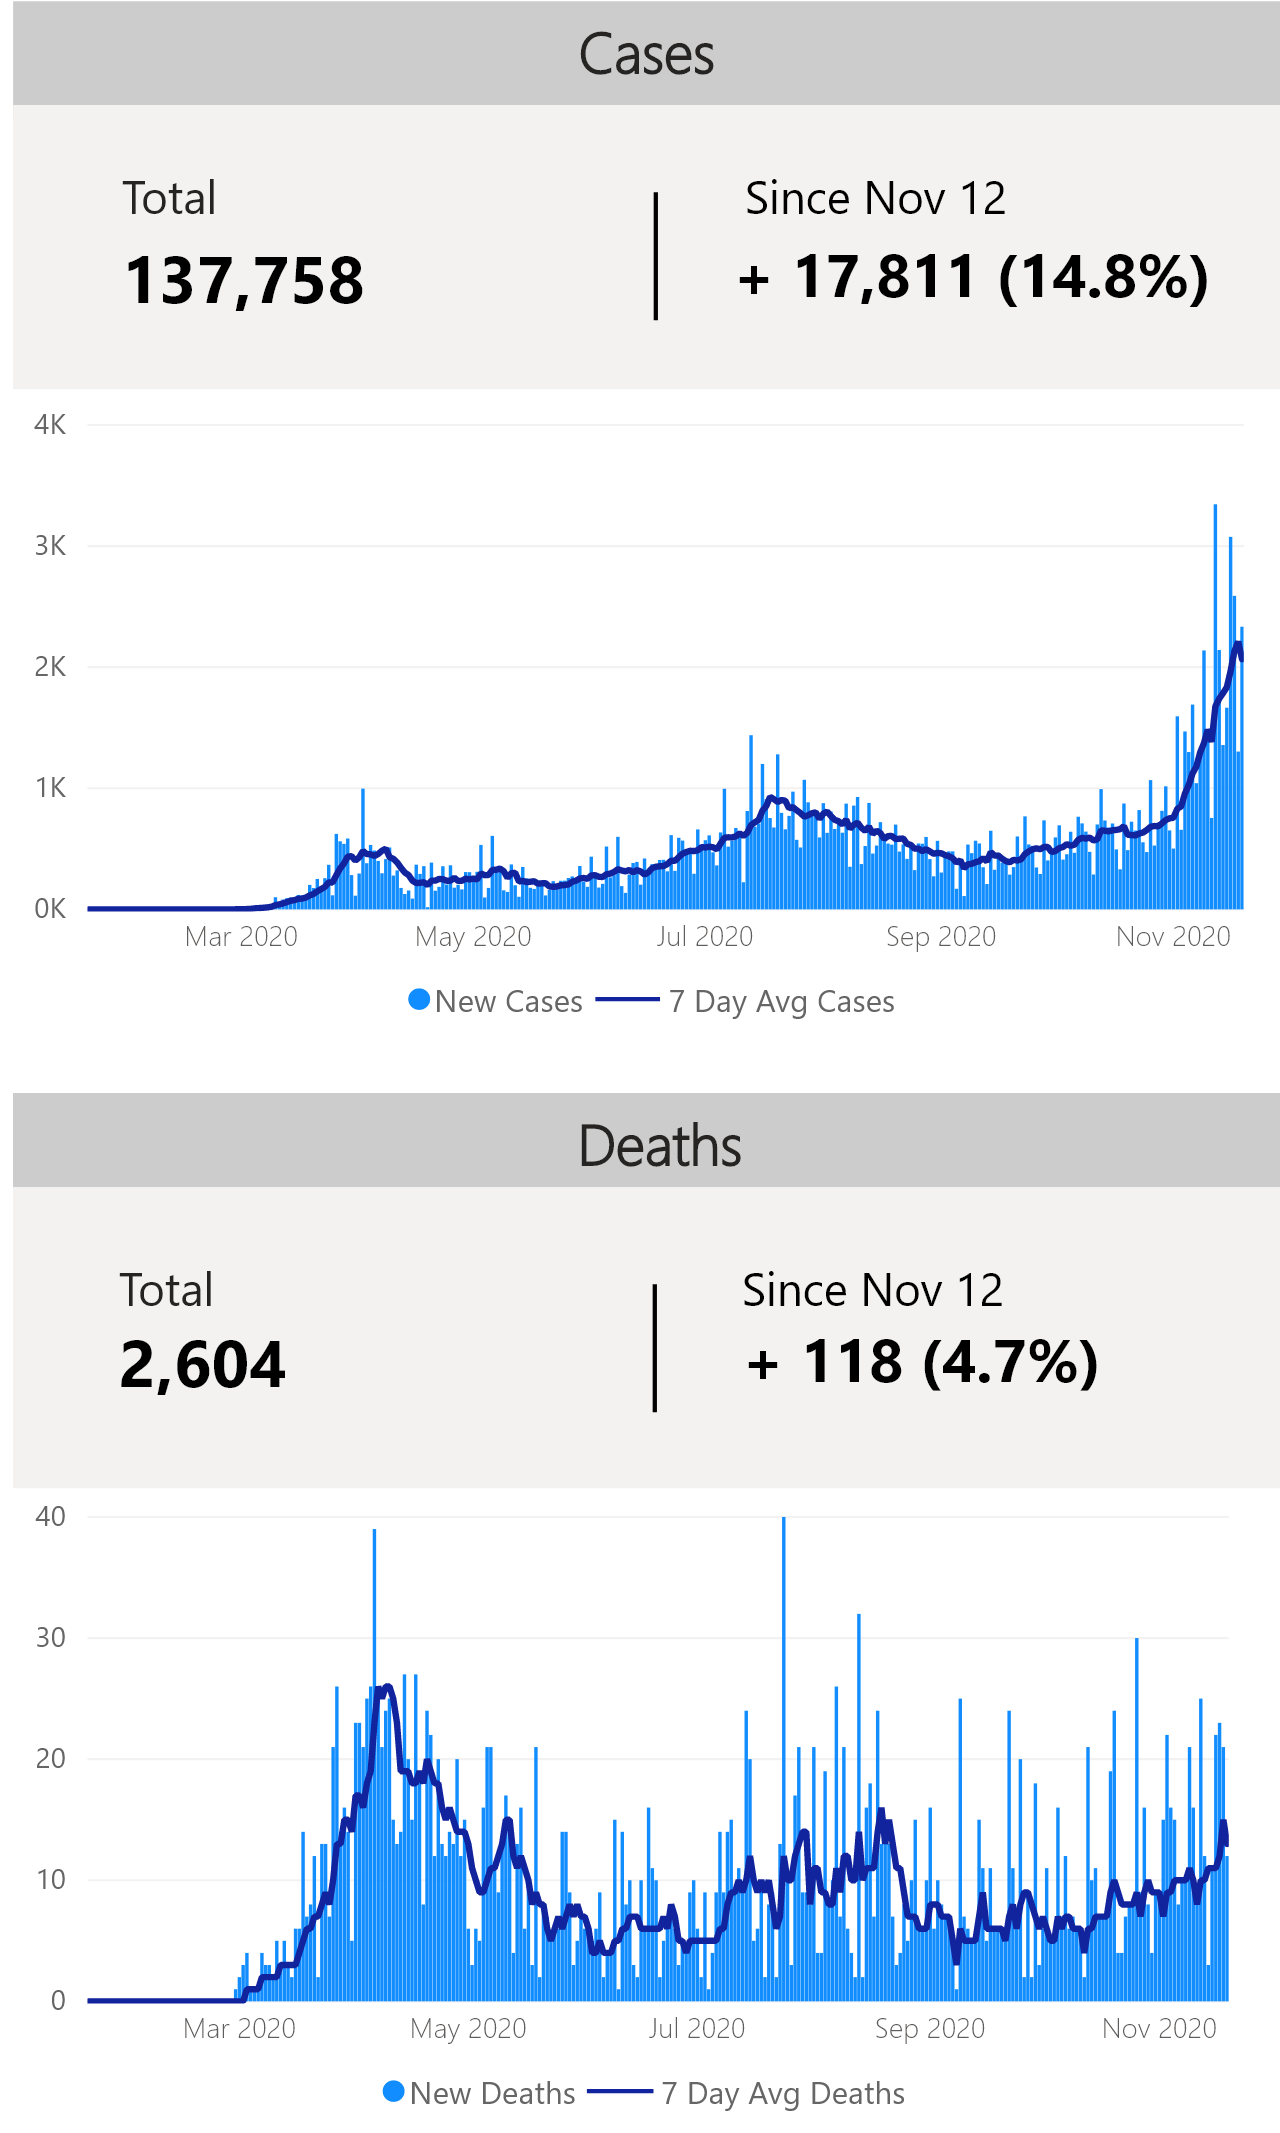 Cases
Total
Since Nov 12
137,758
+ 17,811 (14.8%)
4K
3K
2K
1K
0K
Mar 2020 May 2020 Jul 2020 Sep 2020 Nov 2020
New Cases 7 Day Avg Cases
Deaths
Total
Since Nov 12
2,604
+ 118 (4.7%)
40
30
20
10
0
Mar 2020 May 2020 Jul 2020 Sep 2020 Nov 2020
New Deaths 7 Day Avg Deaths